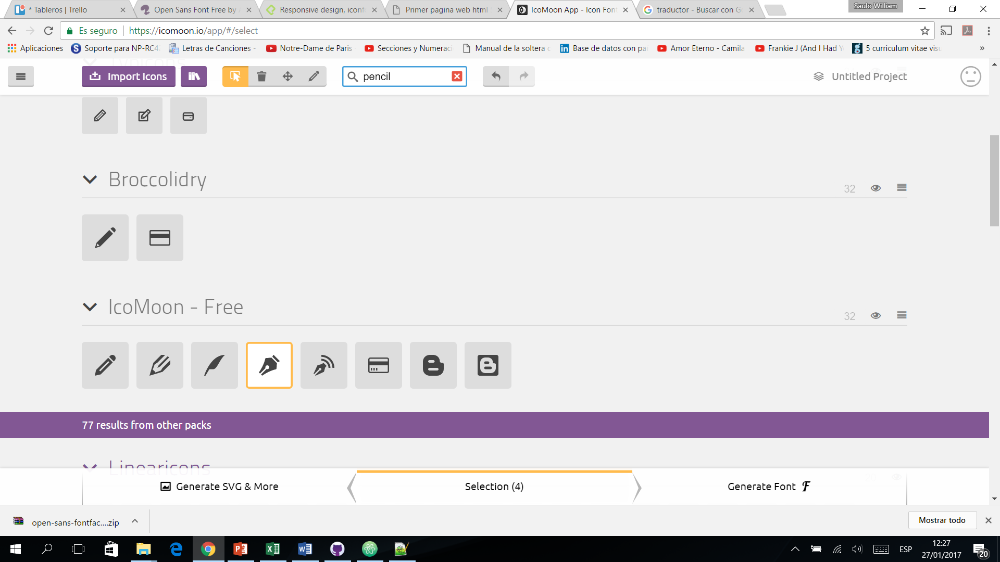 * Tableros | Trello
Open Sans Font Free by
Responsive design, iconf
Primer pagina web html
IcoMoon App - Icon Font
traductor - Buscar con Go
Saulo William
Es seguro
https://icomoon.io/app/#/select
Aplicaciones
Soporte para NP-RC4
Letras de Canciones -
Notre-Dame de Paris
Secciones y Numeraci
Manual de la soltera
Base de datos con pa
Amor Eterno - Camila
Frankie J (And I Had Y
5 curriculum vitae visu
»
Typicons
Import Icons
pencil
Untitled Project
Broccolidry
32
IcoMoon - Free
32
77 results from other packs
Linearicons
Generate SVG & More
Selection (4)
Generate Font
open-sans-fontfac....zip
Mostrar todo
ESP
12:27
27/01/2017
20